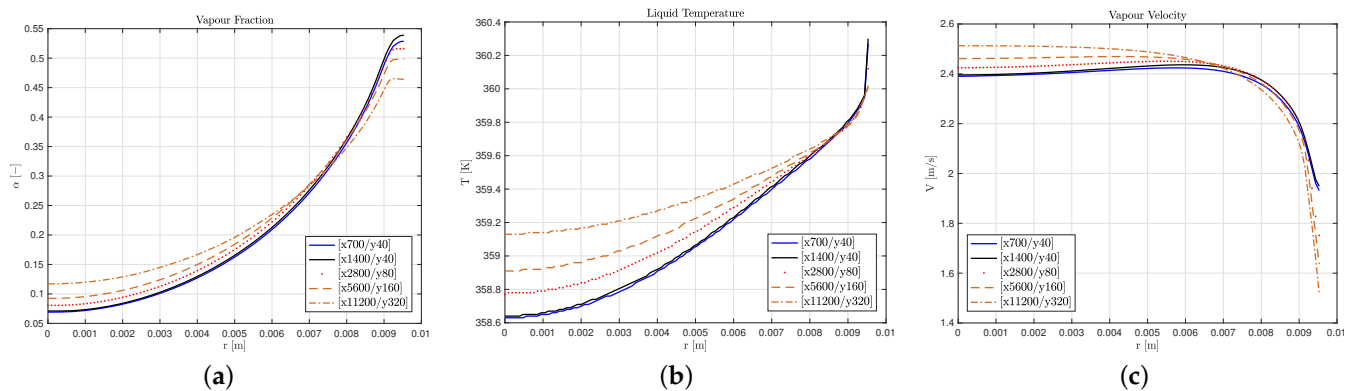 Vapour Fraction
0.55
0.5
0.45
0.4
0.35
0.3
0.25
0.2
0.15
0.1
0.05
α [−]
0 0.001 0.002 0.003 0.004 0.005 0.006 0.007 0.008 0.009 0.01
r [m]
[x700/y40]
[x1400/y40]
[x2800/y80]
[x5600/y160]
[x11200/y320]
(a)
Liquid Temperature
360.4
360.2
360
359.8
359.6
359.4
359.2
359
358.8
358.6
T [K]
0 0.001 0.002 0.003 0.004 0.005 0.006 0.007 0.008 0.009 0.01
r [m]
[x700/y40]
[x1400/y40]
[x2800/y80]
[x5600/y160]
[x11200/y320]
(b)
Vapour Velocity
2.6
2.4
2.2
2
1.8
1.6
1.4
V [m/s]
0 0.001 0.002 0.003 0.004 0.005 0.006 0.007 0.008 0.009 0.01
r [m]
[x700/y40]
[x1400/y40]
[x2800/y80]
[x5600/y160]
[x11200/y320]
(c)